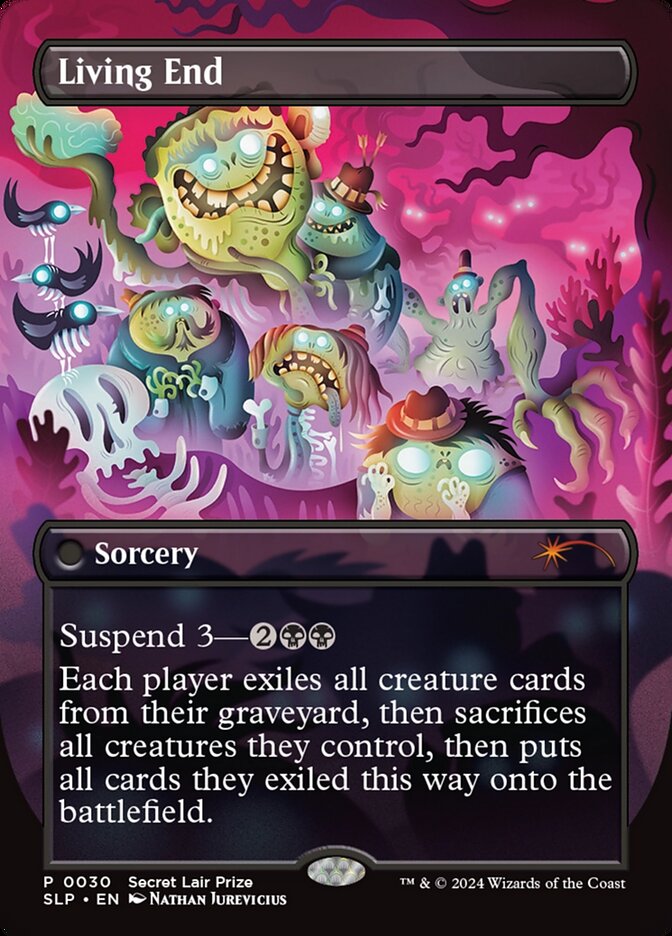 Living End
Sorcery
Suspend 3—2
Each player exiles all creature cards
from their graveyard, then sacrifices
all creatures they control, then puts
all cards they exiled this way onto the
battlefield.
P 0030 Secret Lair Prize
SLP • EN Nathan Jurevicius
™ & © 2024 Wizards of the Coast